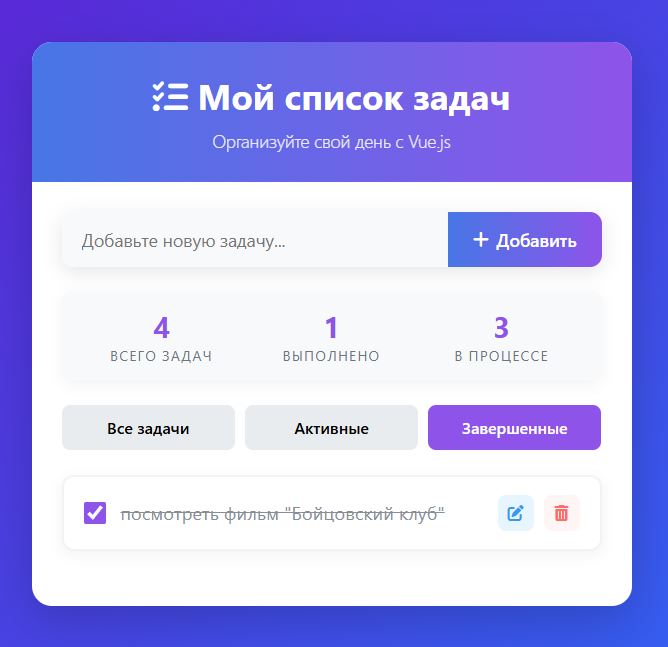 Мой список задач
Организуйте свой день с Vue.js
Добавьте новую задачу...
+ Добавить
4
1
3
ВСЕГО ЗАДАЧ
ВЫПОЛНЕНО
В ПРОЦЕССЕ
Все задачи
Активные
Завершенные
посмотреть фильм "Бойцовский клуб"